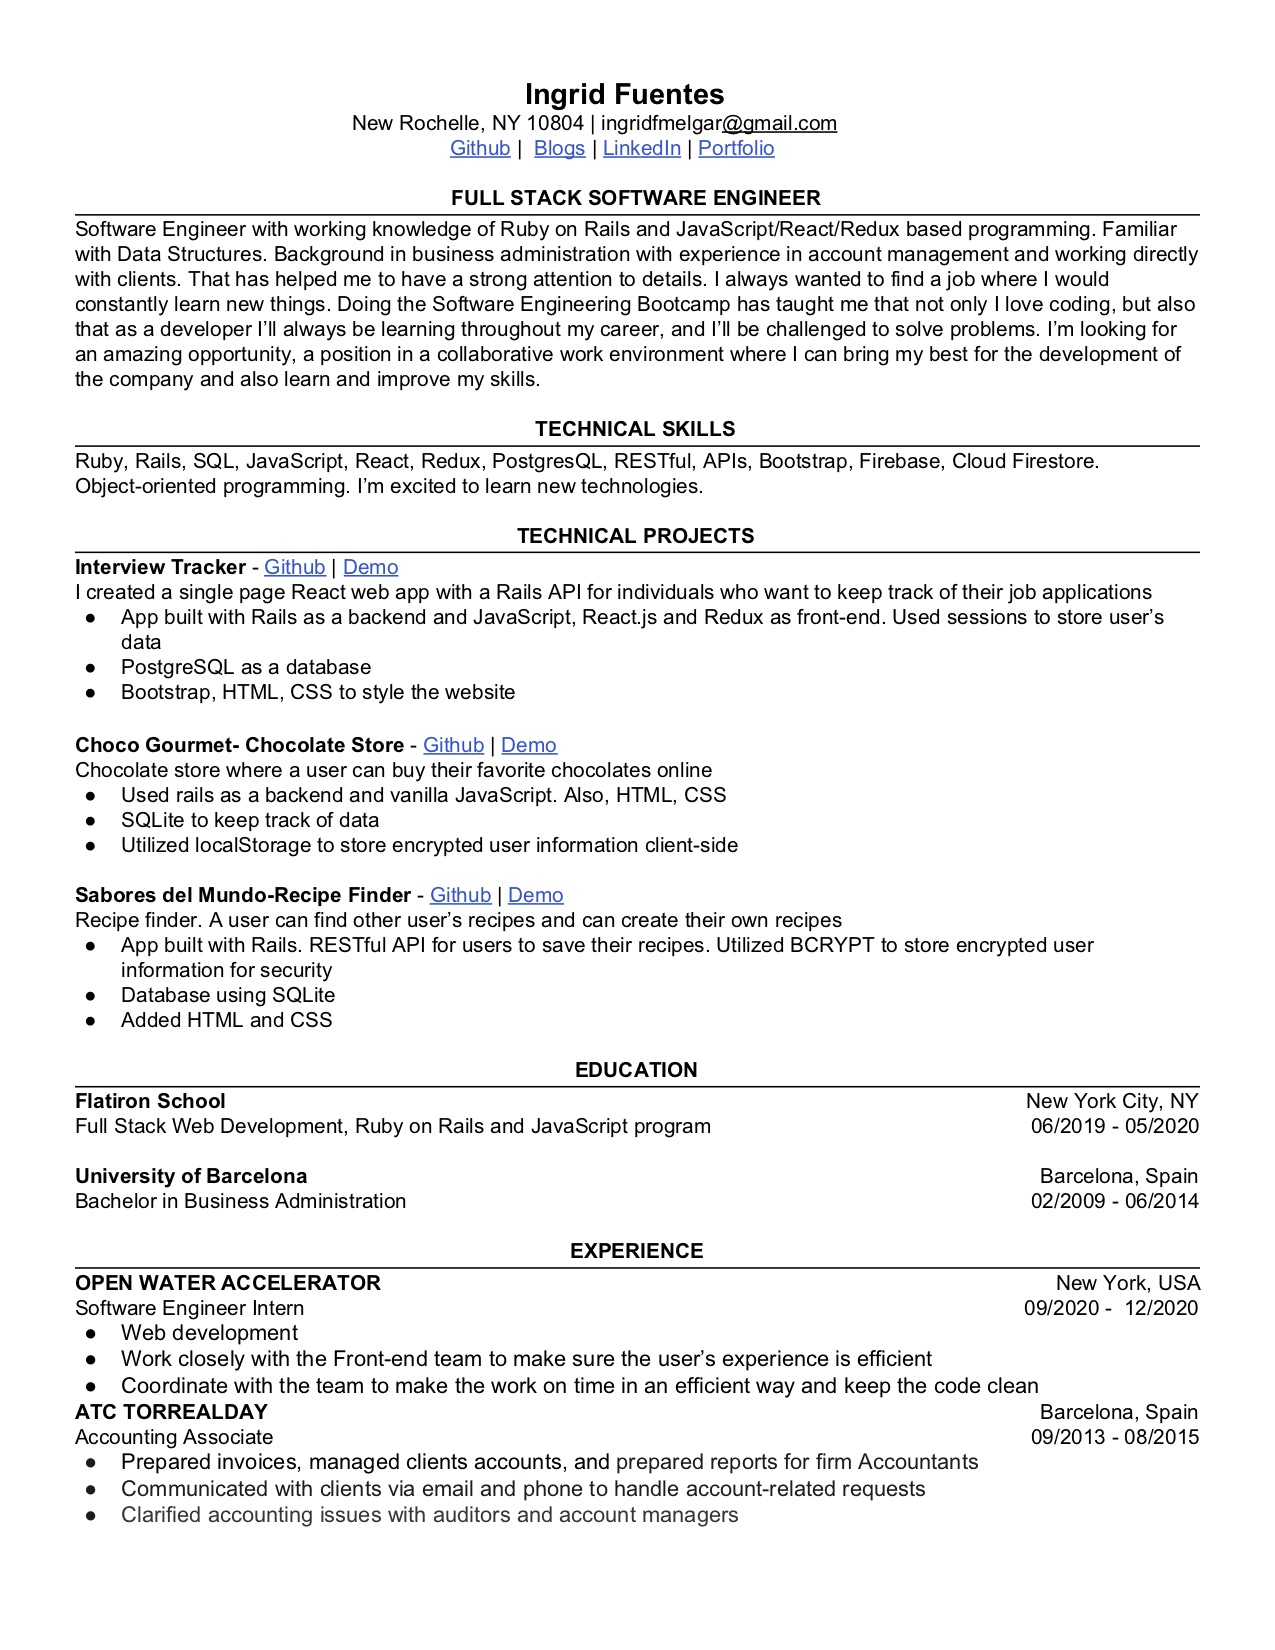 Ingrid Fuentes
New Rochelle, NY 10804 | ingridfmelgar@gmail.com
Github | Blogs | LinkedIn | Portfolio
FULL STACK SOFTWARE ENGINEER
Software Engineer with working knowledge of Ruby on Rails and JavaScript/React/Redux based programming. Familiar
with Data Structures. Background in business administration with experience in account management and working directly
with clients. That has helped me to have a strong attention to details. I always wanted to find a job where I would
constantly learn new things. Doing the Software Engineering Bootcamp has taught me that not only I love coding, but also
that as a developer I’ll always be learning throughout my career, and I’ll be challenged to solve problems. I’m looking for
an amazing opportunity, a position in a collaborative work environment where I can bring my best for the development of
the company and also learn and improve my skills.
TECHNICAL SKILLS
Ruby, Rails, SQL, JavaScript, React, Redux, PostgresQL, RESTful, APIs, Bootstrap, Firebase, Cloud Firestore.
Object-oriented programming. I’m excited to learn new technologies.
TECHNICAL PROJECTS
Interview Tracker - Github | Demo
I created a single page React web app with a Rails API for individuals who want to keep track of their job applications
● App built with Rails as a backend and JavaScript, React.js and Redux as front-end. Used sessions to store user’s
data
● PostgreSQL as a database
● Bootstrap, HTML, CSS to style the website
Choco Gourmet- Chocolate Store - Github | Demo
Chocolate store where a user can buy their favorite chocolates online
● Used rails as a backend and vanilla JavaScript. Also, HTML, CSS
● SQLite to keep track of data
● Utilized localStorage to store encrypted user information client-side
Sabores del Mundo-Recipe Finder - Github | Demo
Recipe finder. A user can find other user’s recipes and can create their own recipes
● App built with Rails. RESTful API for users to save their recipes. Utilized BCRYPT to store encrypted user
information for security
● Database using SQLite
● Added HTML and CSS
EDUCATION
Flatiron School New York City, NY
Full Stack Web Development, Ruby on Rails and JavaScript program 06/2019 - 05/2020
University of Barcelona Barcelona, Spain
Bachelor in Business Administration 02/2009 - 06/2014
EXPERIENCE
OPEN WATER ACCELERATOR New York, USA
Software Engineer Intern 09/2020 - 12/2020
● Web development
● Work closely with the Front-end team to make sure the user’s experience is efficient
● Coordinate with the team to make the work on time in an efficient way and keep the code clean
ATC TORREALDAY Barcelona, Spain
Accounting Associate 09/2013 - 08/2015
● Prepared invoices, managed clients accounts, and prepared reports for firm Accountants
● Communicated with clients via email and phone to handle account-related requests
● Clarified accounting issues with auditors and account managers